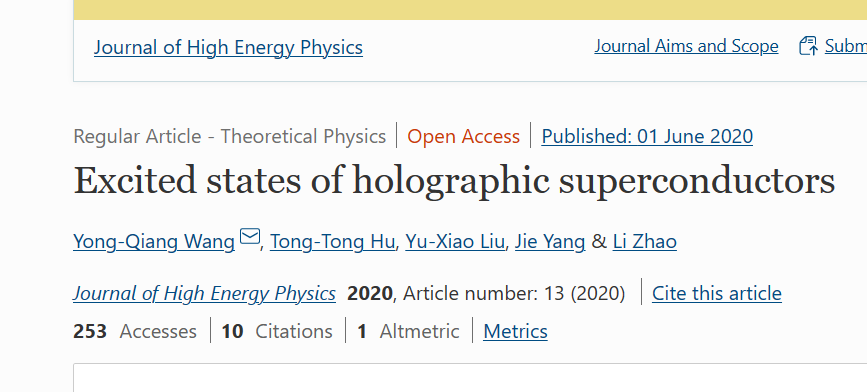 Journal of High Energy Physics Journal Aims and Scope
Regular Article - Theoretical Physics Open Access Published: 01 June 2020
Excited states of holographic superconductors
Yong-Qiang Wang, Tong-Tong Hu, Yu-Xiao Liu, Jie Yang & Li Zhao
Journal of High Energy Physics 2020, Article number: 13 (2020) Cite this article
253 Accesses 10 Citations 1 Altmetric Metrics